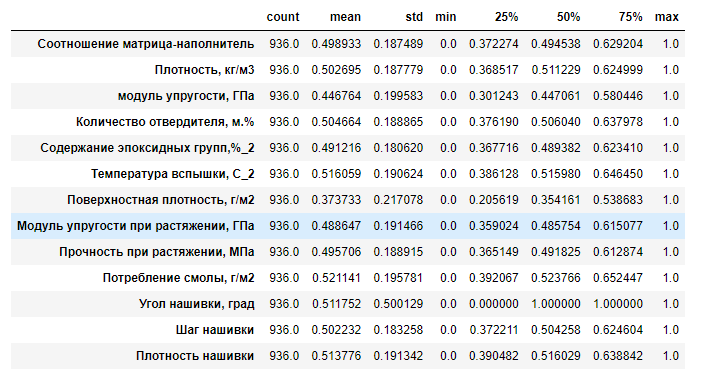 count mean std min 25% 50% 75% max
Соотношение матрица-наполнитель 936.0 0.498933 0.187489 0.0 0.372274 0.494538 0.629204 1.0
Плотность, кг/м3 936.0 0.502695 0.187779 0.0 0.368517 0.511229 0.624999 1.0
модуль упругости, ГПа 936.0 0.446764 0.199583 0.0 0.301243 0.447061 0.580446 1.0
Количество отвердителя, м.% 936.0 0.504664 0.188865 0.0 0.376190 0.506040 0.637978 1.0
Содержание эпоксидных групп,%_2 936.0 0.491216 0.180620 0.0 0.367716 0.489382 0.623410 1.0
Температура вспышки, С_2 936.0 0.516059 0.190624 0.0 0.386128 0.515980 0.646450 1.0
Поверхностная плотность, г/м2 936.0 0.373733 0.217078 0.0 0.205619 0.354161 0.538683 1.0
Модуль упругости при растяжении, ГПа 936.0 0.488647 0.191466 0.0 0.359024 0.485754 0.615077 1.0
Прочность при растяжении, МПа 936.0 0.495706 0.188915 0.0 0.365149 0.491825 0.612874 1.0
Потребление смолы, г/м2 936.0 0.521141 0.195781 0.0 0.392067 0.523766 0.652447 1.0
Угол нашивки, град 936.0 0.511752 0.500129 0.0 0.000000 1.000000 1.000000 1.0
Шаг нашивки 936.0 0.502232 0.183258 0.0 0.372211 0.504258 0.624604 1.0
Плотность нашивки 936.0 0.513776 0.191342 0.0 0.390482 0.516029 0.638842 1.0